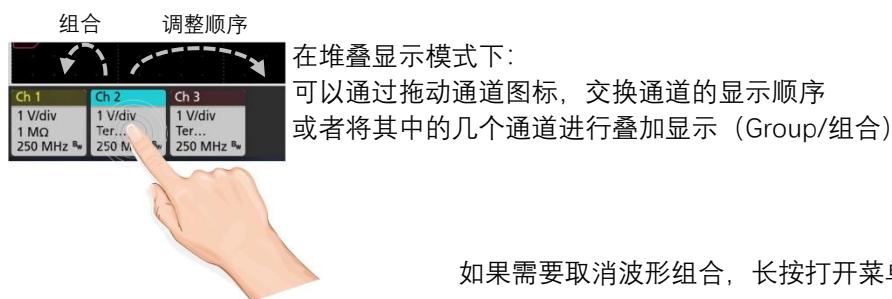 组合 调整顺序
在堆叠显示模式下：
可以通过拖动通道图标，交换通道的显示顺序
或者将其中的几个通道进行叠加显示（Group/组合）
Ch 1 Ch 2 Ch 3
1 V/div 1 V/div 1 V/div
1 MΩ Ter... Ter...
250 MHz Bw 250 M 250 MHz Bw
如果需要取消波形组合，长按打开菜